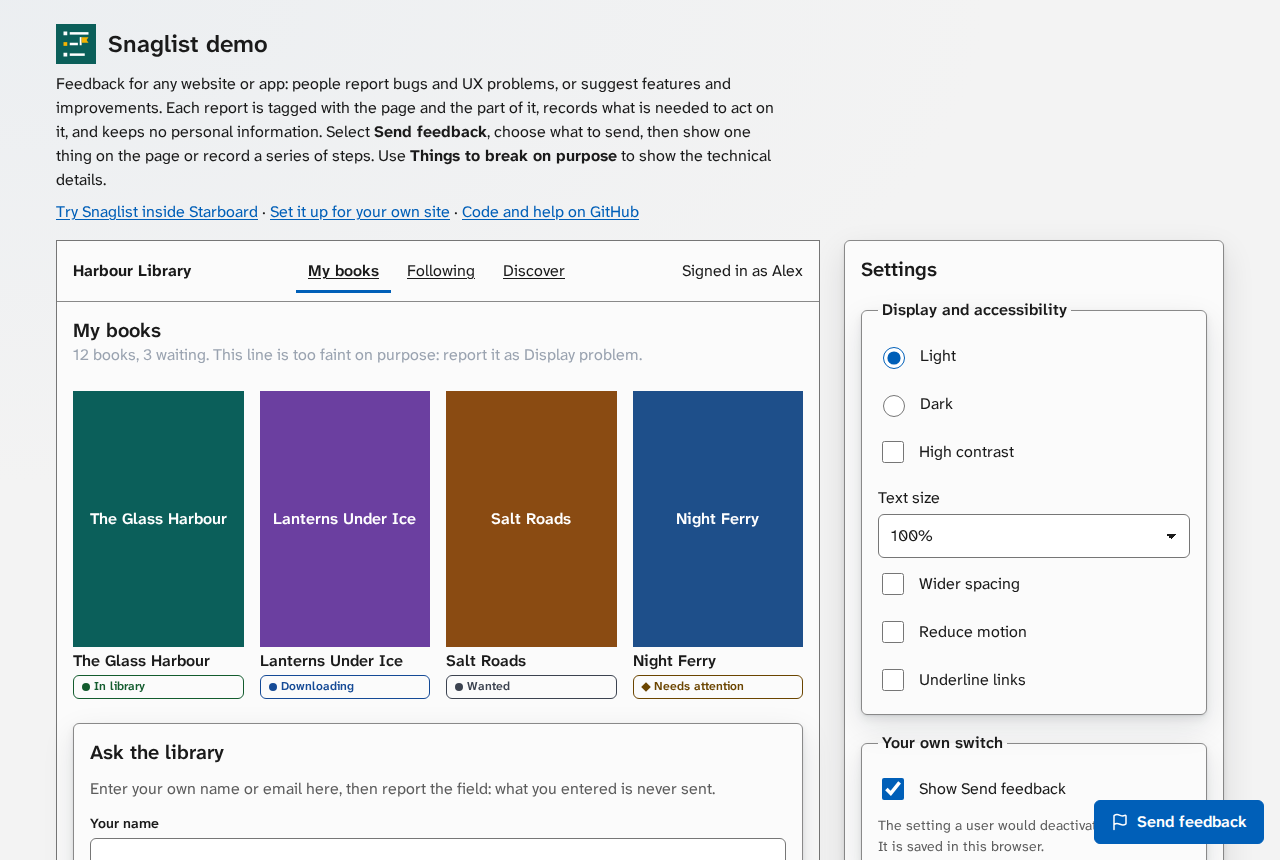 Snaglist demo
Feedback for any website or app: people report bugs and UX problems, or suggest features and
improvements. Each report is tagged with the page and the part of it, records what is needed to act on
it, and keeps no personal information. Select Send feedback, choose what to send, then show one
thing on the page or record a series of steps. Use Things to break on purpose to show the technical
details.
Try Snaglist inside Starboard · Set it up for your own site · Code and help on GitHub
Harbour Library
My books
Following
Discover
Signed in as Alex
My books
12 books, 3 waiting. This line is too faint on purpose: report it as Display problem.
The Glass Harbour
Lanterns Under Ice
Salt Roads
Night Ferry
The Glass Harbour
Lanterns Under Ice
Salt Roads
Night Ferry
In library
Downloading
Wanted
Needs attention
Ask the library
Enter your own name or email here, then report the field: what you entered is never sent.
Your name
Settings
Display and accessibility
Light
Dark
High contrast
Text size
100%
Wider spacing
Reduce motion
Underline links
Your own switch
Show Send feedback
The setting a user would
It is saved in this browser.
Send feedback